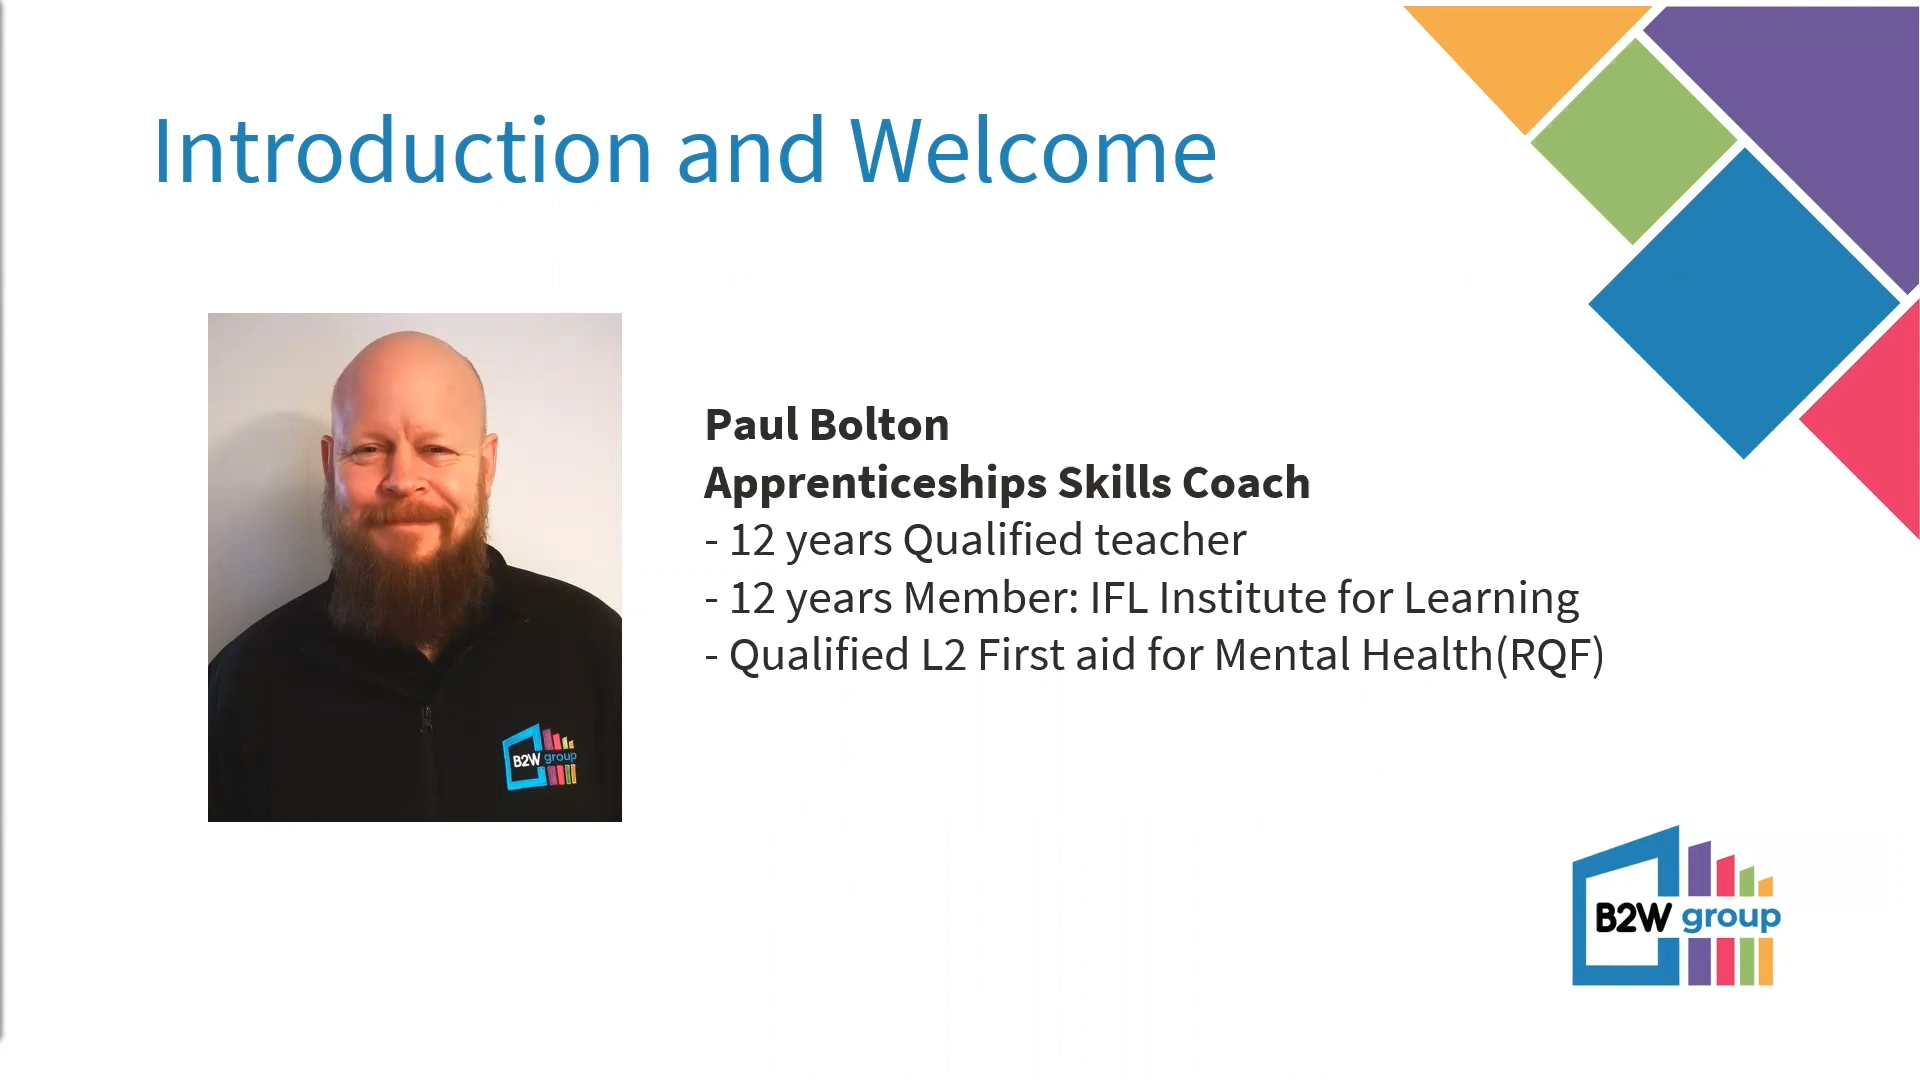 Introduction and Welcome
Paul Bolton
Apprenticeships Skills Coach
- 12 years Qualified teacher
- 12 years Member: IFL Institute for Learning
- Qualified L2 First aid for Mental Health(RQF)
B2W group
B2W group